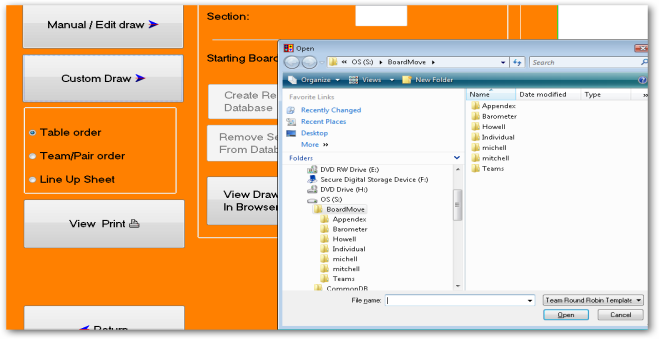 Manual / Edit draw
Custom Draw
Table order
Team/Pair order
Line Up Sheet
View Print
Return
Section:
Starting Board
Create Re
Database
Remove Se
From Datab
View Draw
In Browser
Open
« OS (S:) BoardMove
Search
Organize Views New Folder
Favorite Links
Recently Changed
Recent Places
Desktop
More »
Folders
DVD RW Drive (E:)
Secure Digital Storage Device (F:)
DVD Drive (H:)
OS (S:)
BoardMove
Appendex
Barometer
Howell
Individual
michell
mitchell
Teams
CommonDB
Name Date modified Type
Appendex
Barometer
Howell
Individual
michell
mitchell
Teams
File name:
Team Round Robin Template.
Open Cancel